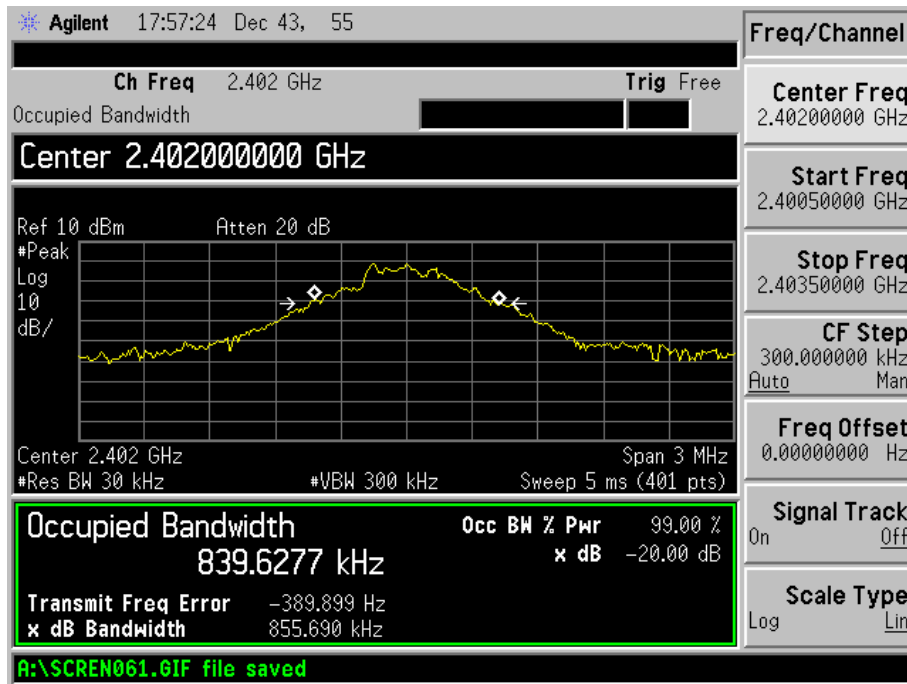 Agilent 17:57:24 Dec 43, 55
Ch Freq 2.402 GHz Trig Free
Occupied Bandwidth
Center 2.402000000 GHz
Ref 10 dBm Atten 20 dB
#Peak
Log
10
dB/
Center 2.402 GHz Span 3 MHz
#Res BW 30 kHz #VBW 300 kHz Sweep 5 ms (401 pts)
Occupied Bandwidth Occ BW % Pwr 99.00 %
839.6277 kHz x dB -20.00 dB
Transmit Freq Error -389.899 Hz
x dB Bandwidth 855.690 kHz
A:\SCREN061.GIF file saved
Freq/Channel
Center Freq
2.40200000 GHz
Start Freq
2.40050000 GHz
Stop Freq
2.40350000 GHz
CF Step
300.000000 kHz
Auto Man
Freq Offset
0.00000000 Hz
Signal Track
On Off
Scale Type
Log Lin